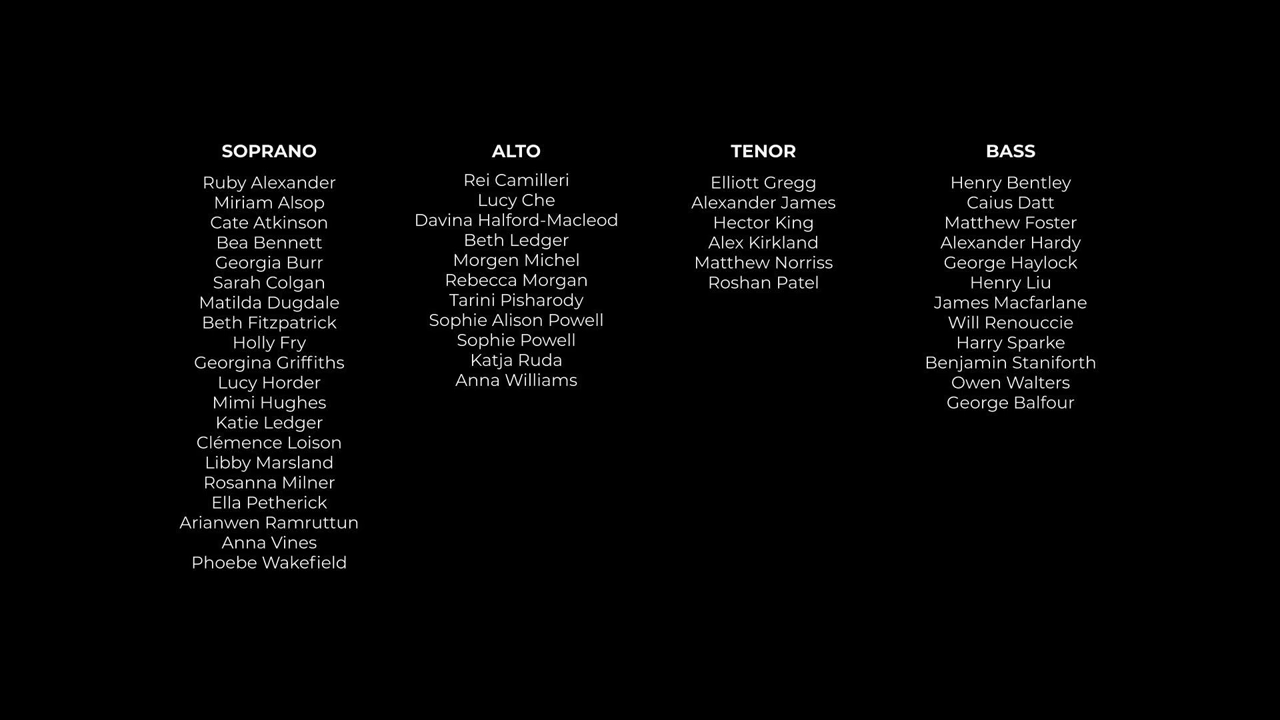 SOPRANO
Ruby Alexander
Miriam Alsop
Cate Atkinson
Bea Bennett
Georgia Burr
Sarah Colgan
Matilda Dugdale
Beth Fitzpatrick
Holly Fry
Georgina Griffiths
Lucy Horder
Mimi Hughes
Katie Ledger
Clémence Loison
Libby Marsland
Rosanna Milner
Ella Petherick
Arianwen Ramruttun
Anna Vines
Phoebe Wakefield
ALTO
Rei Camilleri
Lucy Che
Davina Halford-Macleod
Beth Ledger
Morgen Michel
Rebecca Morgan
Tarini Pisharody
Sophie Alison Powell
Sophie Powell
Katja Ruda
Anna Williams
TENOR
Elliott Gregg
Alexander James
Hector King
Alex Kirkland
Matthew Norriss
Roshan Patel
BASS
Henry Bentley
Caius Datt
Matthew Foster
Alexander Hardy
George Haylock
Henry Liu
James Macfarlane
Will Renouccie
Harry Sparke
Benjamin Staniforth
Owen Walters
George Balfour